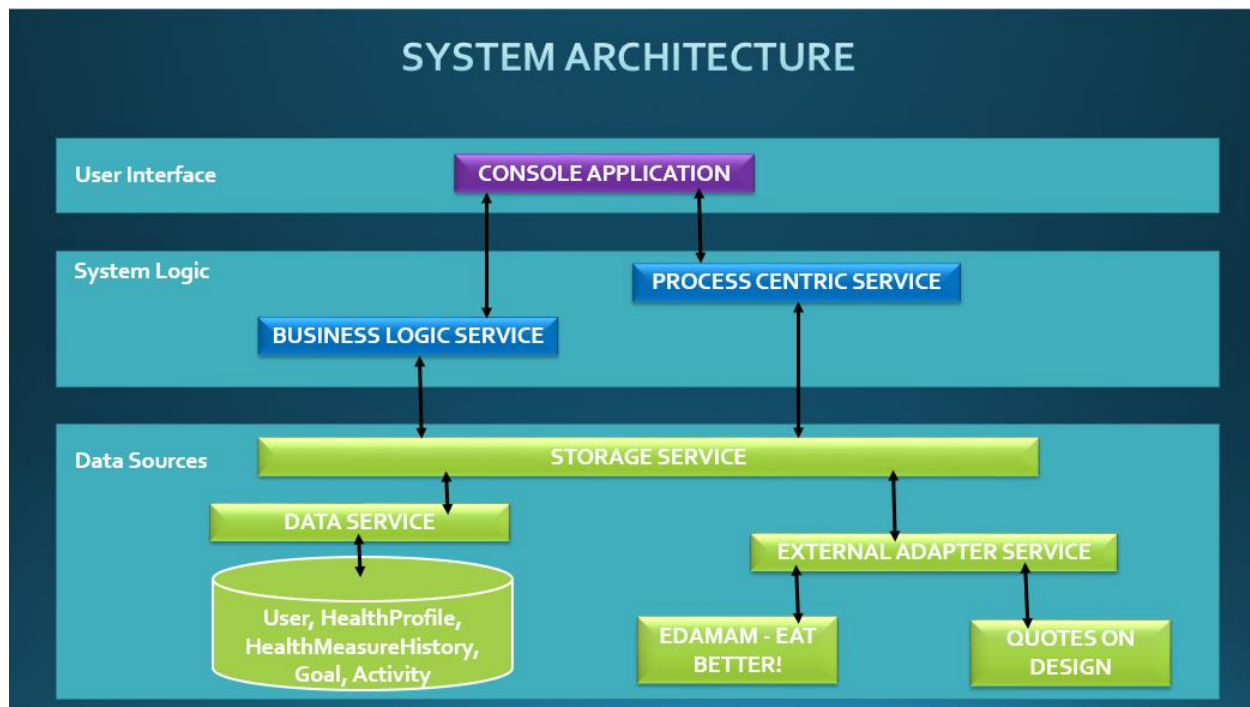 SYSTEM ARCHITECTURE
User Interface
CONSOLE APPLICATION
System Logic
PROCESS CENTRIC SERVICE
BUSINESS LOGIC SERVICE
Data Sources
STORAGE SERVICE
DATA SERVICE
EXTERNAL ADAPTER SERVICE
User, HealthProfile,
HealthMeasureHistory,
Goal, Activity
EDAMAM - EAT
BETTER!
QUOTES ON
DESIGN